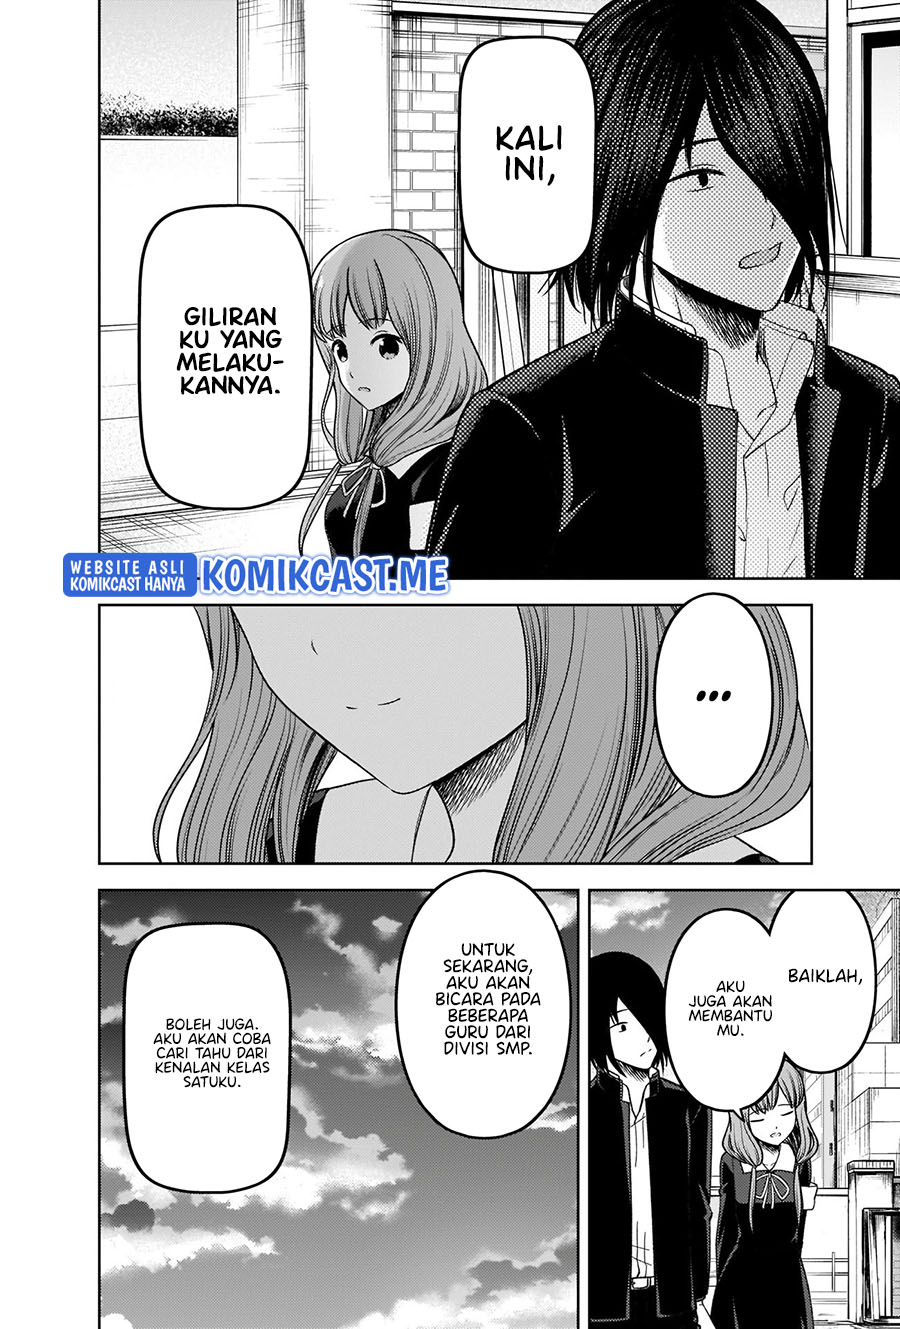 KALI
INI,
GILIRAN
KU YANG
MELAKU-
KANNYA.
WEBSITE ASLI
KOMIKCAST HANYA
KOMIKCAST.ME
...
BAIKLAH,
AKU
JUGA AKAN
MEMBANTU
MU.
UNTUK
SEKARANG,
AKU AKAN
BICARA PADA
BEBERAPA
GURU DARI
DIVISI SMP.
BOLEH JUGA.
AKU AKAN COBA
CARI TAHU DARI
KENALAN KELAS
SATUKU.